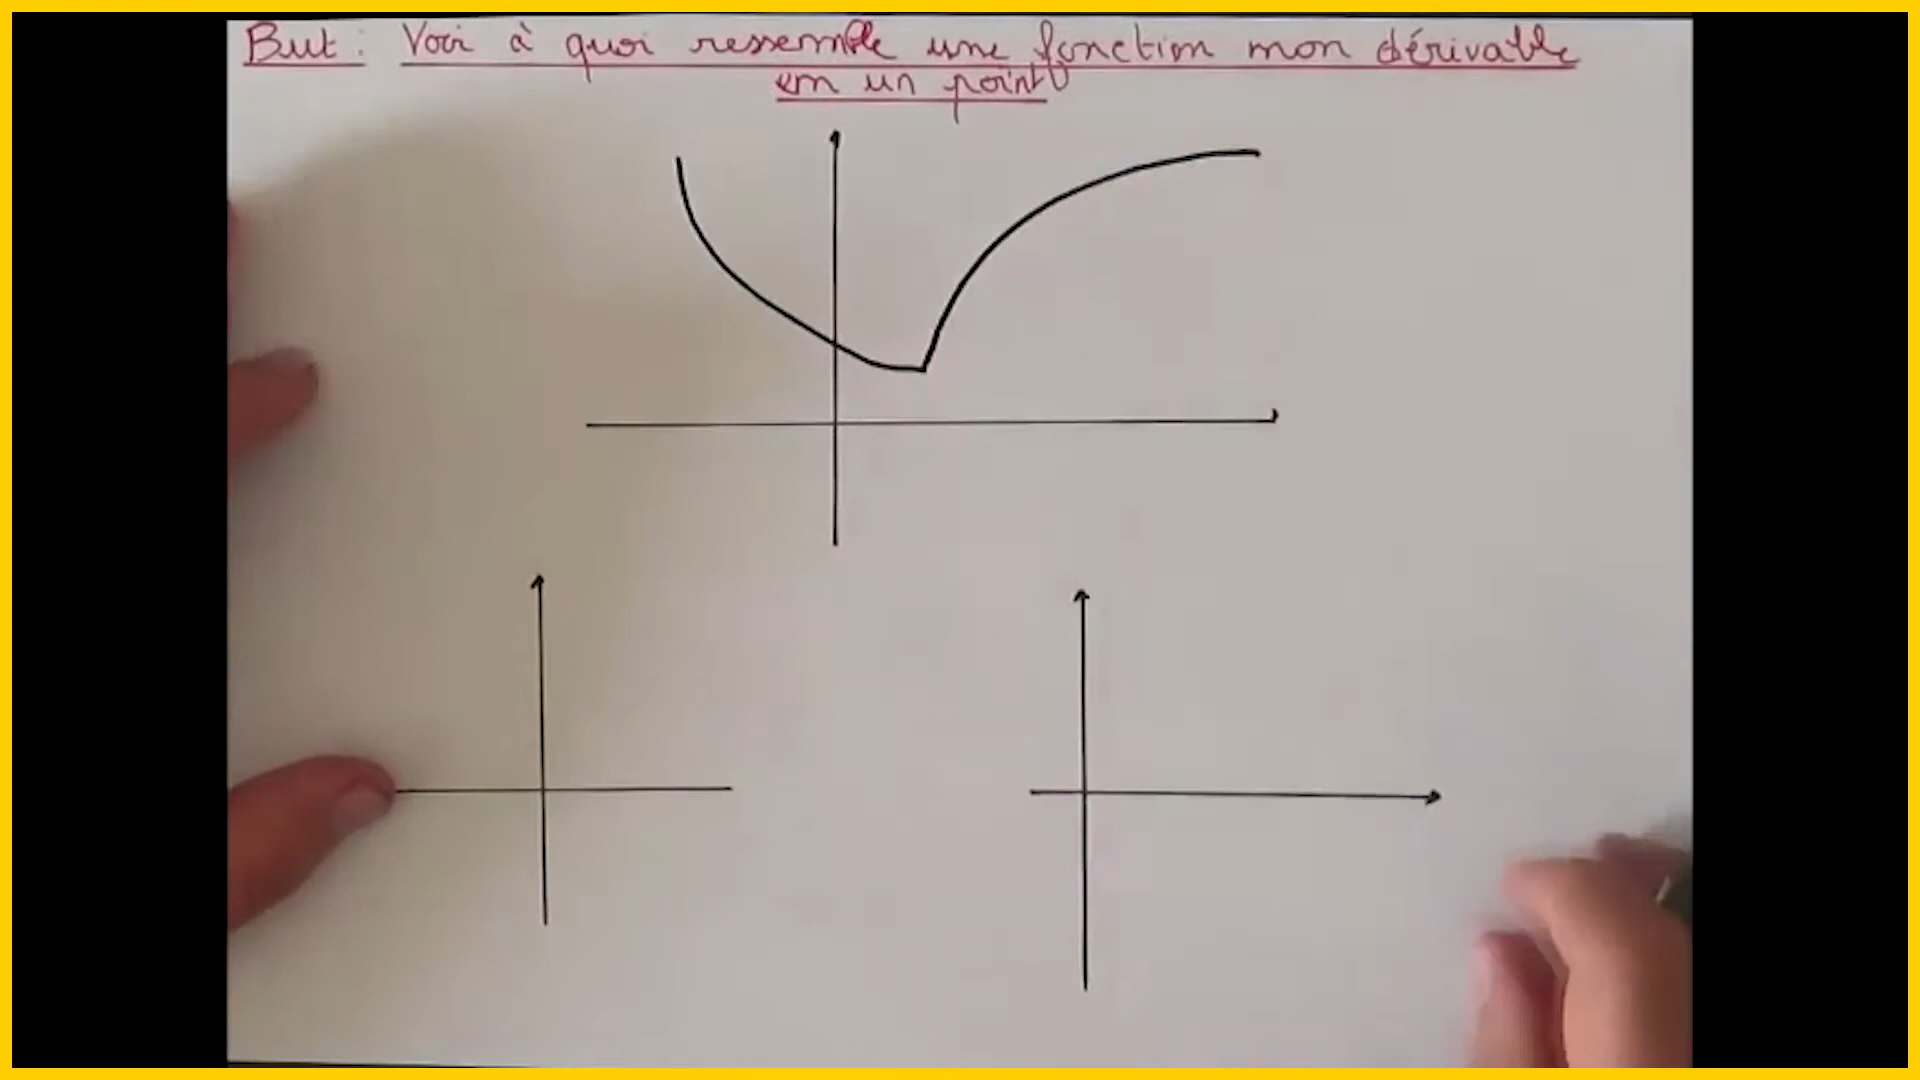 But : Voir à quoi ressemble une fonction non dérivable
en un point